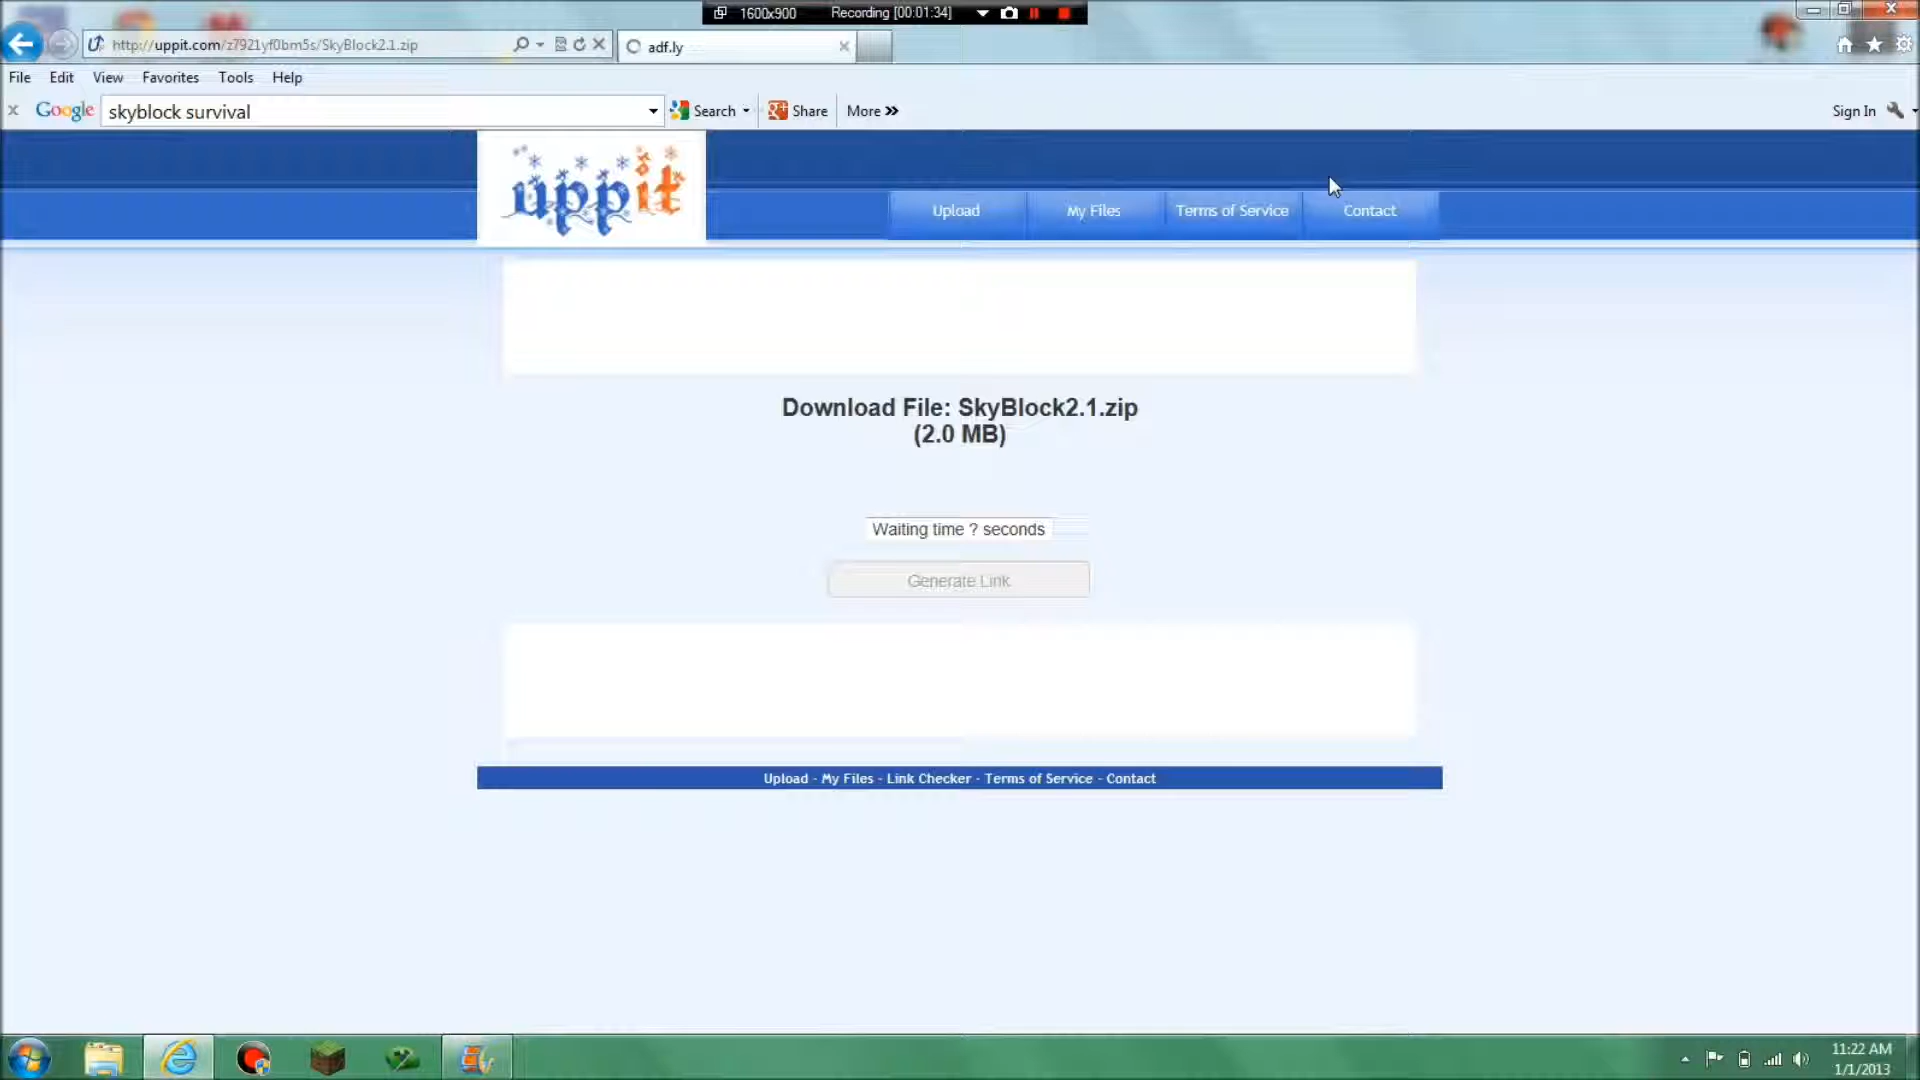 1600x900 Recording [00:01:34]
http://uppit.com/z7921yf0bm5s/SkyBlock2.1.zip adf.ly
File Edit View Favorites Tools Help
x Google skyblock survival Search Share More » Sign In
uppit
Upload My Files Terms of Service Contact
Download File: SkyBlock2.1.zip
(2.0 MB)
Waiting time ? seconds
Generate Link
Upload - My Files - Link Checker - Terms of Service - Contact
11:22 AM
1/1/2013